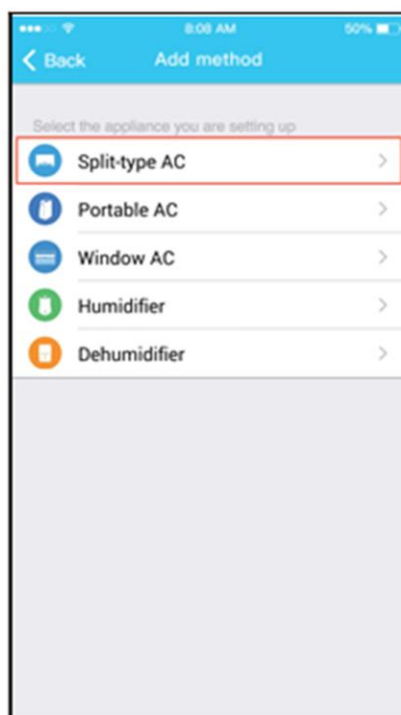 8:08 AM 50%
Back Add method
Select the appliance you are setting up
Split-type AC
Portable AC
Window AC
Humidifier
Dehumidifier